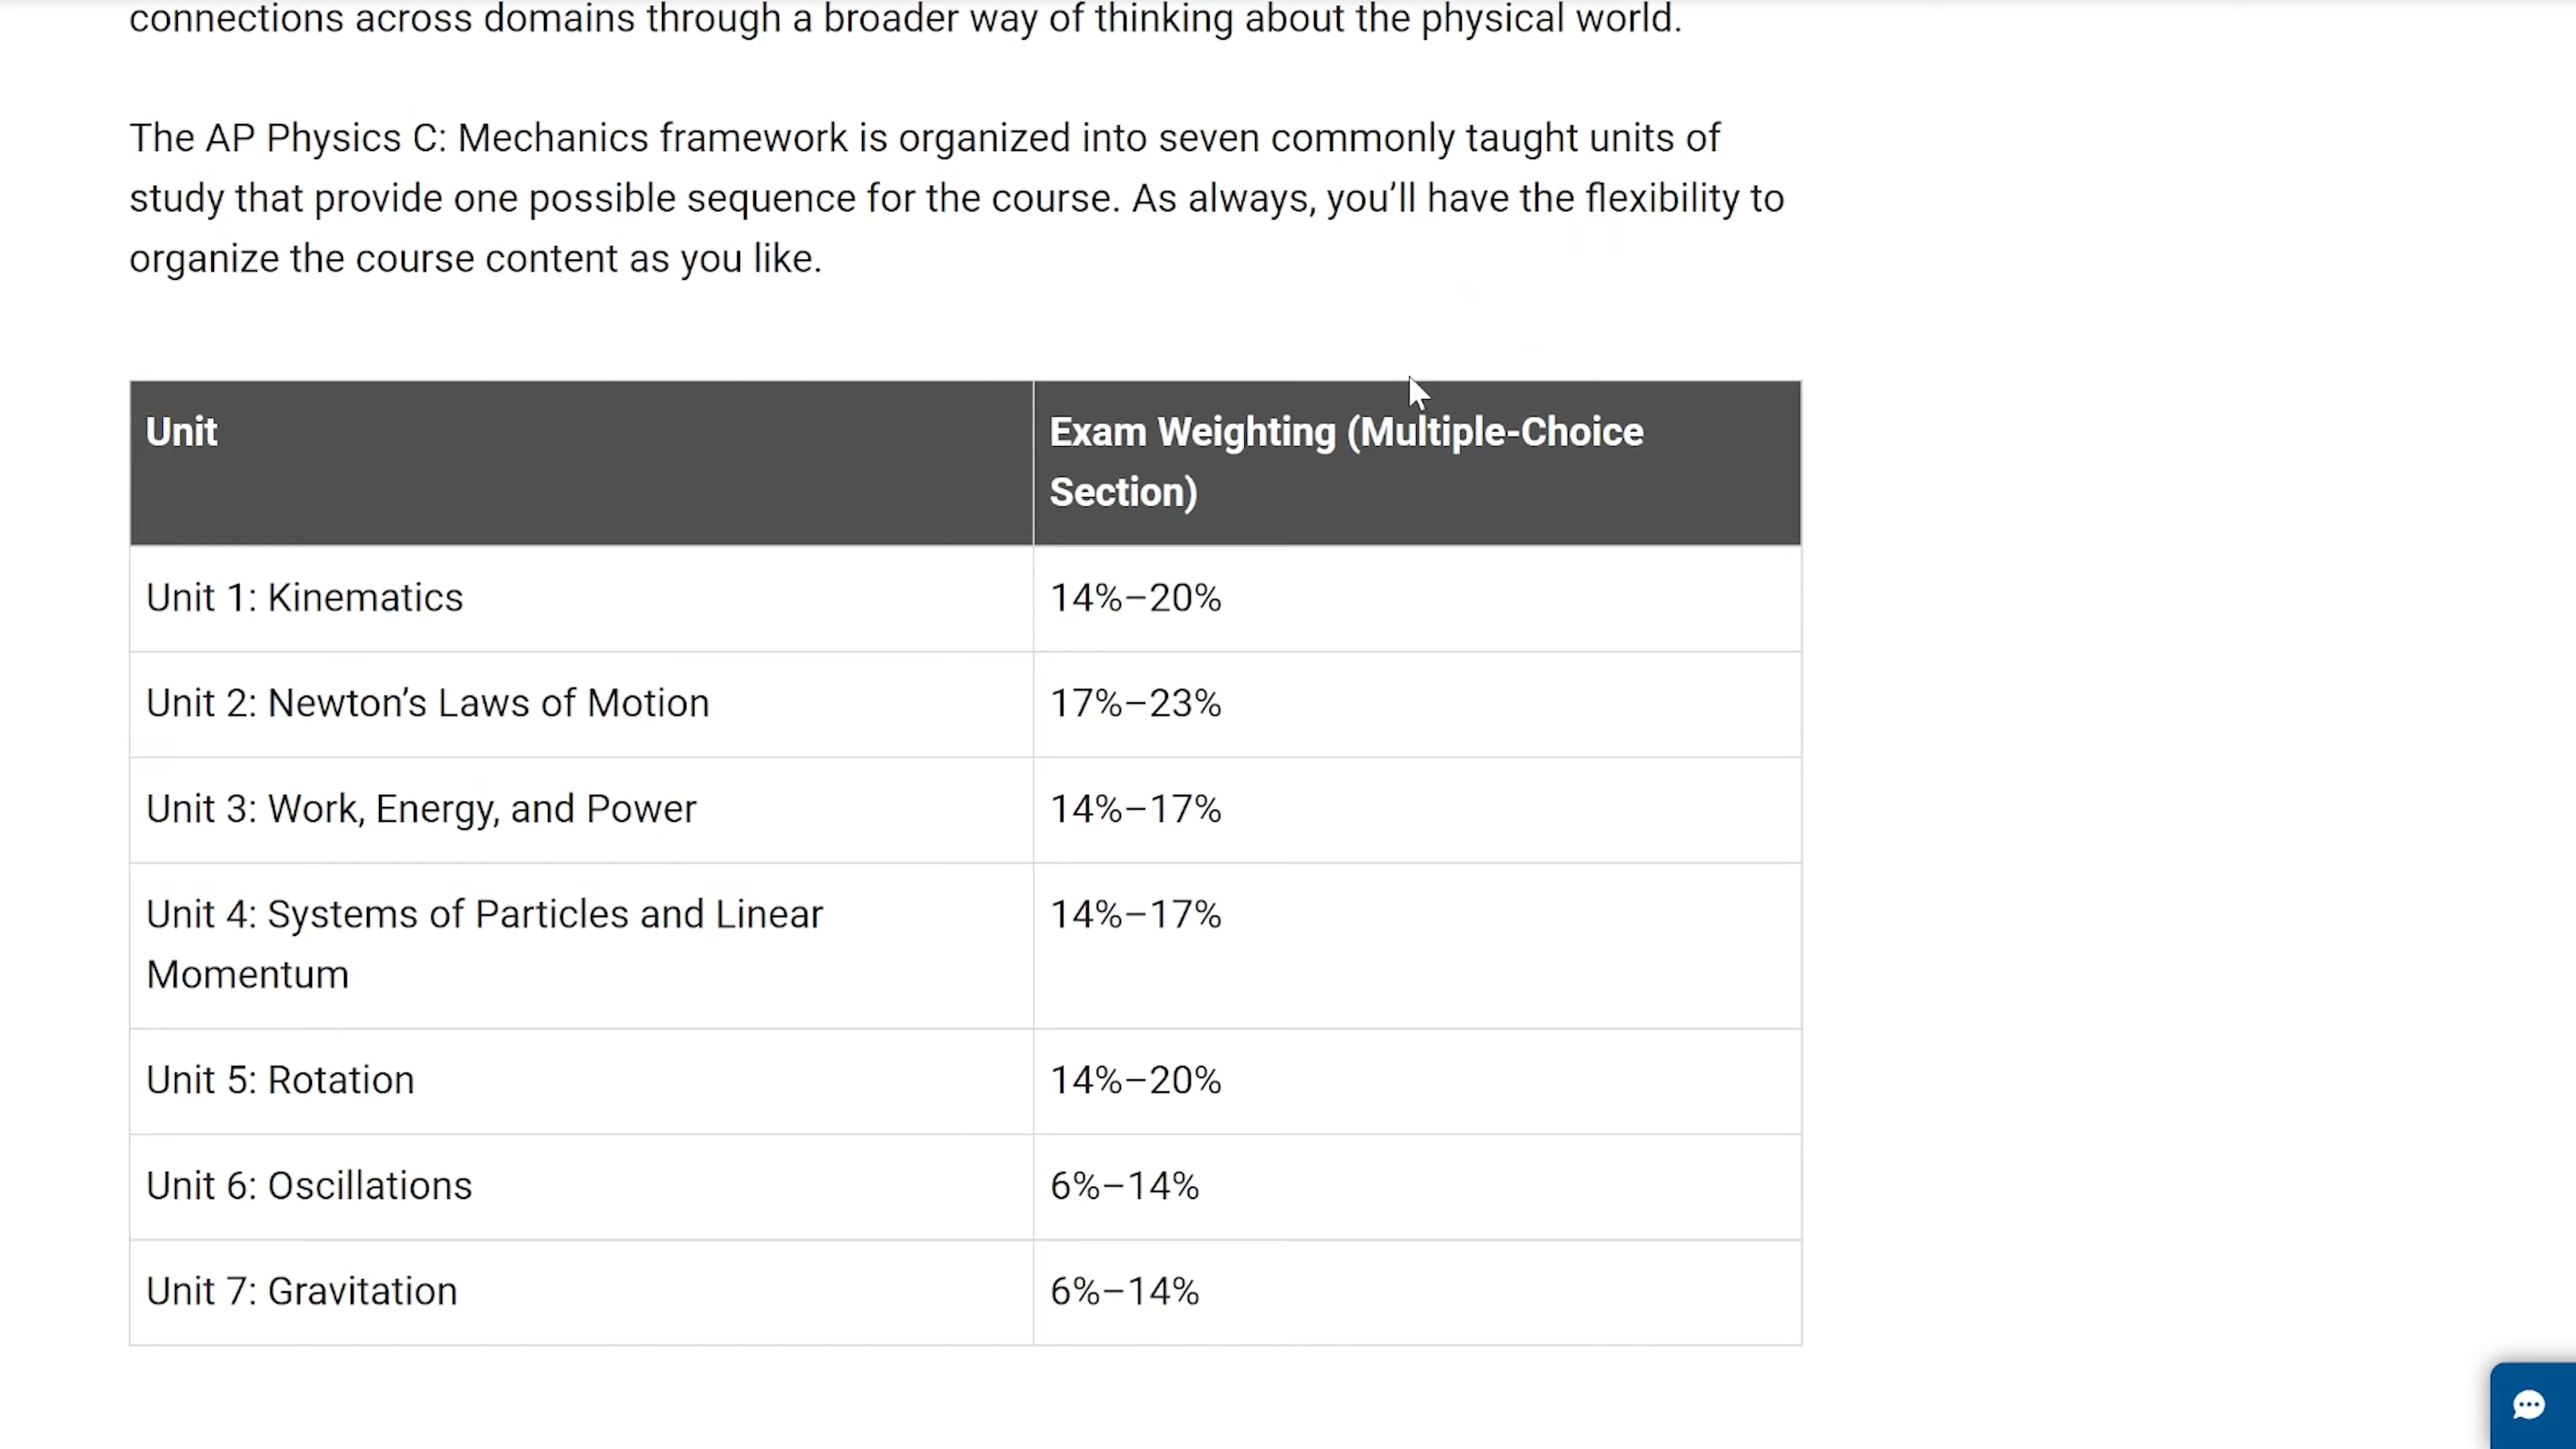 connections across domains through a broader way of thinking about the physical world.
The AP Physics C: Mechanics framework is organized into seven commonly taught units of
study that provide one possible sequence for the course. As always, you’ll have the flexibility to
organize the course content as you like.
Unit
Exam Weighting (Multiple-Choice
Section)
Unit 1: Kinematics
14%–20%
Unit 2: Newton’s Laws of Motion
17%–23%
Unit 3: Work, Energy, and Power
14%–17%
Unit 4: Systems of Particles and Linear
Momentum
14%–17%
Unit 5: Rotation
14%–20%
Unit 6: Oscillations
6%–14%
Unit 7: Gravitation
6%–14%